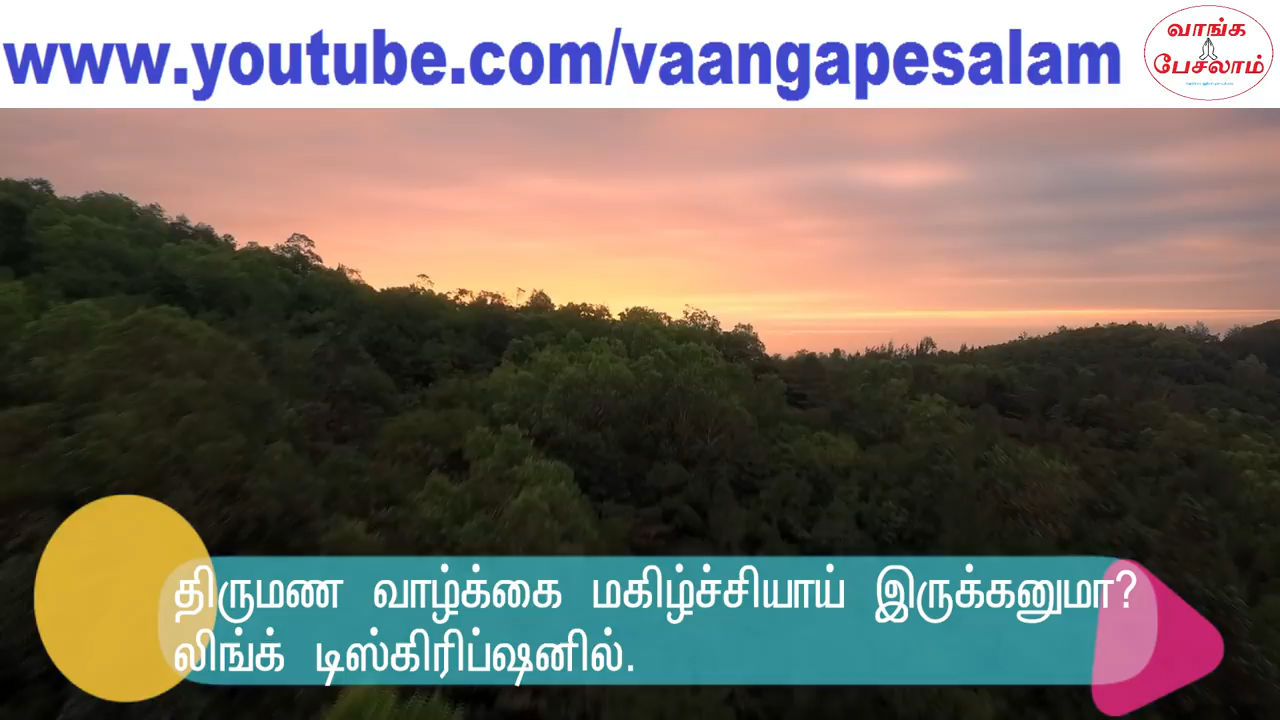 www.youtube.com/vaangapesalam
வாங்க
பேசலாம்
திருமண வாழ்க்கை மகிழ்ச்சியாய் இருக்கனுமா?
லிங்க் டிஸ்கிரிப்ஷனில்.